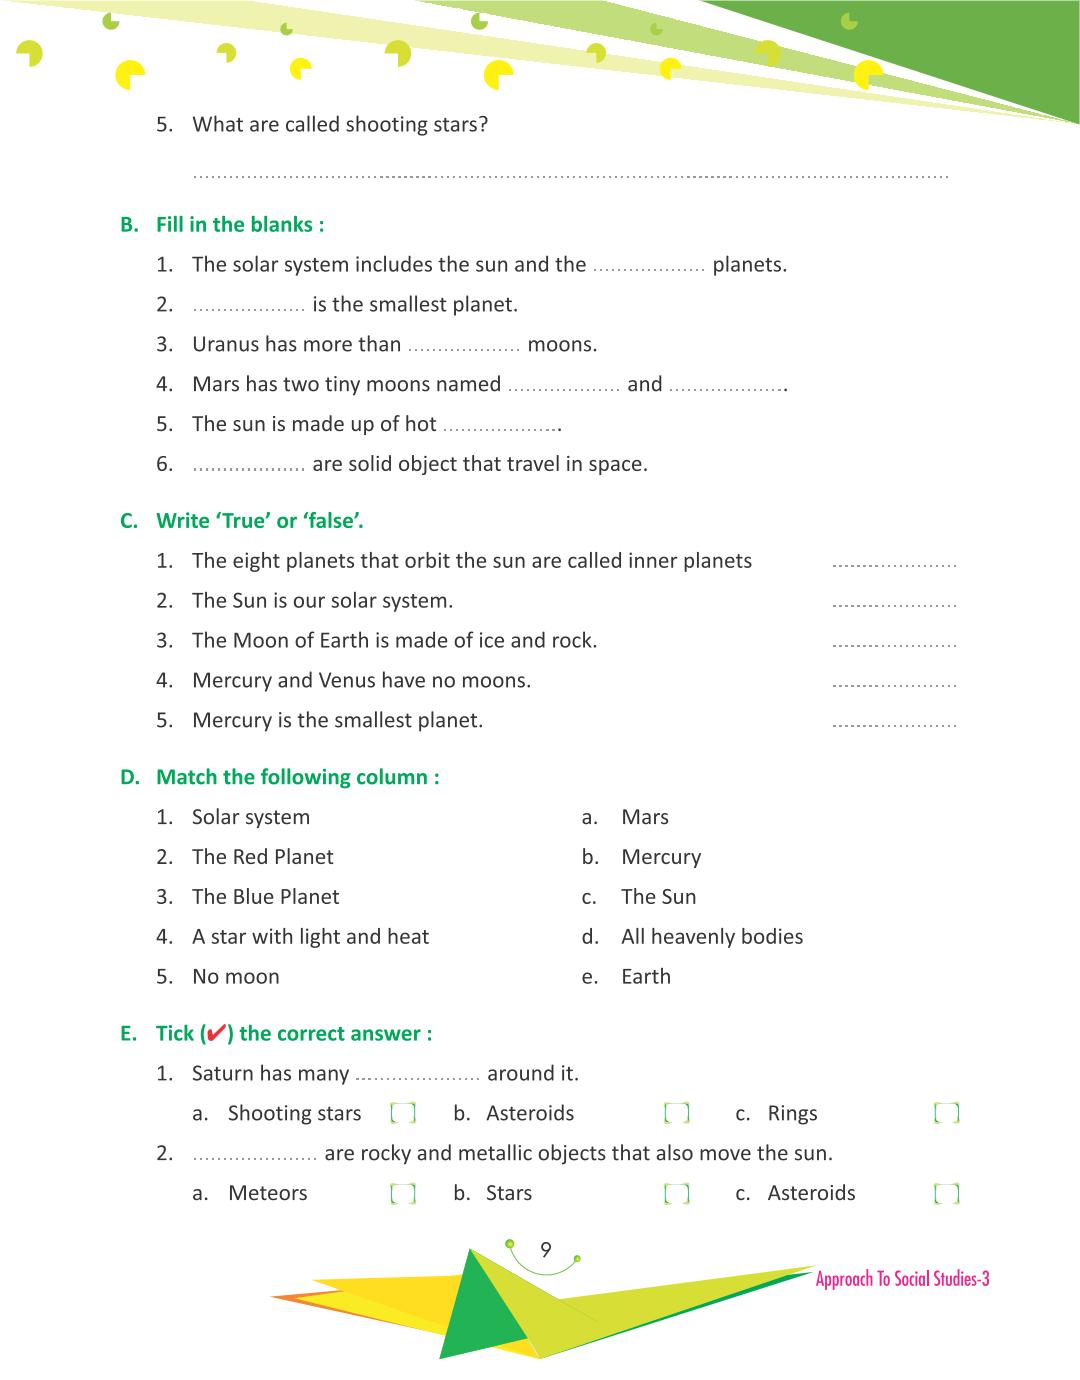 5. What are called shooting stars?
................................................................................
B. Fill in the blanks :
1. The solar system includes the sun and the ................... planets.
2. ................... is the smallest planet.
3. Uranus has more than ................... moons.
4. Mars has two tiny moons named ................... and ....................
5. The sun is made up of hot ....................
6. ................... are solid object that travel in space.
C. Write ‘True’ or ‘false’.
1. The eight planets that orbit the sun are called inner planets .....................
2. The Sun is our solar system. .....................
3. The Moon of Earth is made of ice and rock. .....................
4. Mercury and Venus have no moons. .....................
5. Mercury is the smallest planet. .....................
D. Match the following column :
1. Solar system a. Mars
2. The Red Planet b. Mercury
3. The Blue Planet c. The Sun
4. A star with light and heat d. All heavenly bodies
5. No moon e. Earth
E. Tick (✔) the correct answer :
1. Saturn has many ..................... around it.
a. Shooting stars b. Asteroids c. Rings
2. ..................... are rocky and metallic objects that also move the sun.
a. Meteors b. Stars c. Asteroids
9
Approach To Social Studies-3